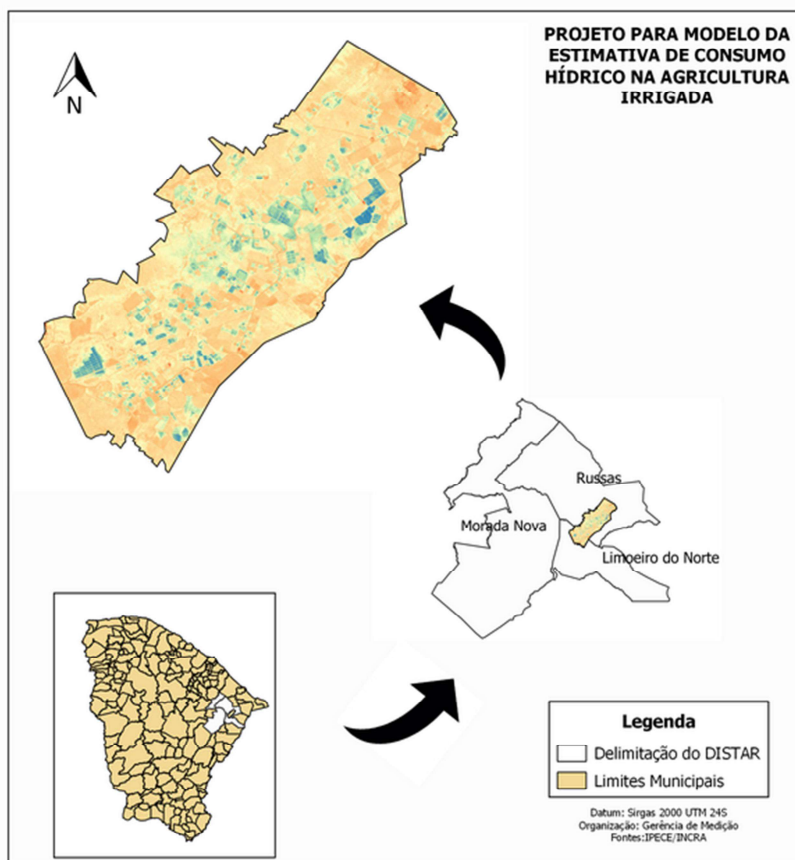 PROJETO PARA MODELO DA
ESTIMATIVA DE CONSUMO
HÍDRICO NA AGRICULTURA
IRRIGADA
N
Russas
Morada Nova
Limoeiro do Norte
Legenda
Delimitação do DISTAR
Limites Municipais
Datum: Sirgas 2000 UTM 24S
Organização: Gerência de Medição
Fontes:IPECE/INCRA